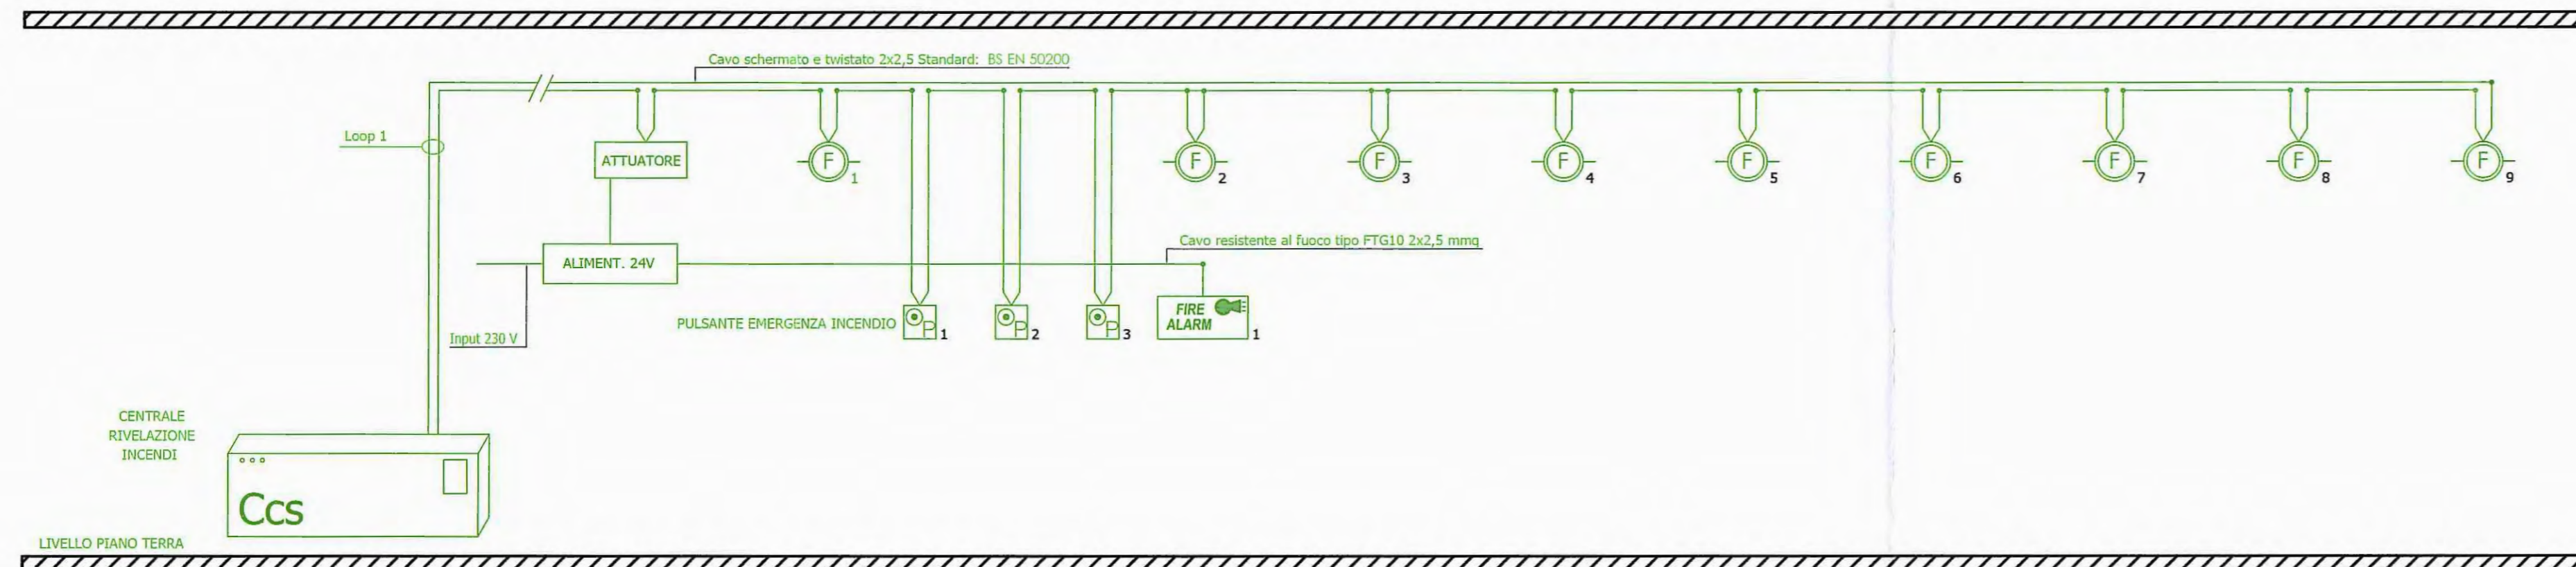 Cavo schermato e twistato 2x2,5 Standard: BS EN 50200
Loop 1
ATTUATORE
F 1
F 2
F 3
F 4
F 5
F 6
F 7
F 8
F 9
Cavo resistente al fuoco tipo FTG10 2x2,5 mmq
ALIMENT. 24V
Input 230 V
PULSANTE EMERGENZA INCENDIO
P 1
P 2
P 3
FIRE
ALARM
1
CENTRALE
RIVELAZIONE
INCENDI
Ccs
LIVELLO PIANO TERRA